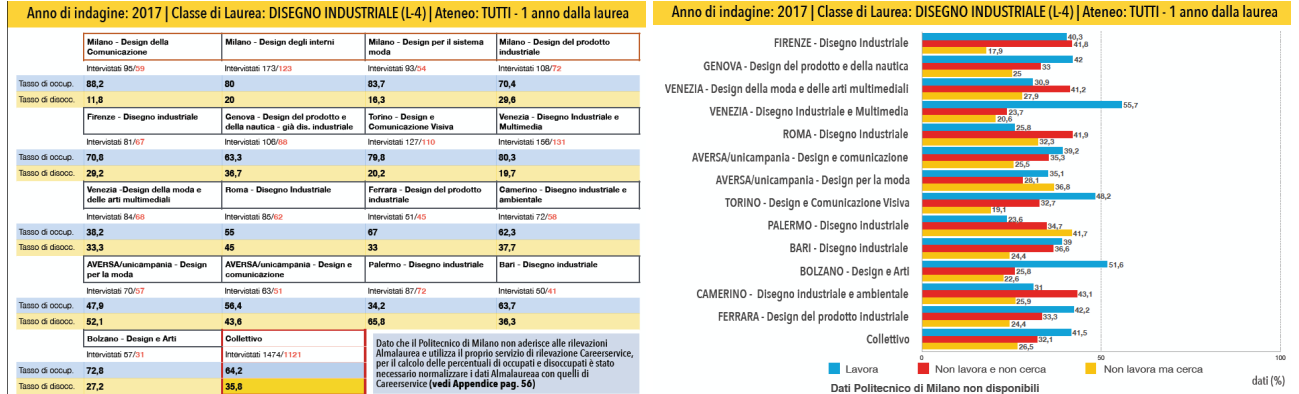 Anno di indagine: 2017 | Classe di Laurea: DISEGNO INDUSTRIALE (L-4) | Ateneo: TUTTI - 1 anno dalla laurea
Milano - Design della Comunicazione Milano - Design degli interni Milano - Design per il sistema moda Milano - Design del prodotto industriale
Intervistati 95/59 Intervistati 173/123 Intervistati 93/54 Intervistati 108/72
Tasso di occup. 88,2 80 83,7 70,4
Tasso di disocc. 11,8 20 16,3 29,6
Firenze - Disegno industriale Genova - Design del prodotto e della nautica - già dis. industriale Torino - Design e Comunicazione Visiva Venezia - Disegno Industriale e Multimedia
Intervistati 81/67 Intervistati 106/88 Intervistati 127/110 Intervistati 156/131
Tasso di occup. 70,8 63,3 79,8 80,3
Tasso di disocc. 29,2 36,7 20,2 19,7
Venezia -Design della moda e delle arti multimediali Roma - Disegno Industriale Ferrara - Design del prodotto industriale Camerino - Disegno industriale e ambientale
Intervistati 84/68 Intervistati 85/62 Intervistati 51/45 Intervistati 72/58
Tasso di occup. 38,2 55 67 62,3
Tasso di disocc. 33,3 45 33 37,7
AVERSA/unicampania - Design per la moda AVERSA/unicampania - Design e comunicazione Palermo - Disegno industriale Bari - Disegno industriale
Intervistati 70/57 Intervistati 63/51 Intervistati 87/72 Intervistati 50/41
Tasso di occup. 47,9 56,4 34,2 63,7
Tasso di disocc. 52,1 43,6 65,8 36,3
Bolzano - Design e Arti Collettivo
Intervistati 57/31 Intervistati 1474/1121
Tasso di occup. 72,8 64,2
Tasso di disocc. 27,2 35,8
Dato che il Politecnico di Milano non aderisce alle rilevazioni
Almalaurea e utilizza il proprio servizio di rilevazione Careerservice,
per il calcolo delle percentuali di occupati e disoccupati è stato
necessario normalizzare i dati Almalaureaa con quelli di
Careerservice (vedi Appendice pag. 56)
Anno di indagine: 2017 | Classe di Laurea: DISEGNO INDUSTRIALE (L-4) | Ateneo: TUTTI - 1 anno dalla laurea
FIRENZE - Disegno Industriale 40,3 41,8 17,9
GENOVA - Design del prodotto e della nautica 42 33 25
VENEZIA - Design della moda e delle arti multimediali 30,9 41,2 27,9
VENEZIA - Disegno Industriale e Multimedia 55,7 23,7 20,6
ROMA - Disegno Industriale 25,8 41,9 32,3
AVERSA/unicampania - Design e comunicazione 39,2 35,3 25,5
AVERSA/unicampania - Design per la moda 35,1 28,1 36,8
TORINO - Design e Comunicazione Visiva 48,2 32,7 19,1
PALERMO - Disegno Industriale 23,6 34,7 41,7
BARI - Disegno Industriale 39 36,6 24,4
BOLZANO - Design e Arti 51,6 25,8 22,6
CAMERINO - Disegno Industriale e ambientale 31 43,1 25,9
FERRARA - Design del prodotto Industriale 42,2 33,3 24,4
Collettivo 41,5 32,1 26,5
0 50 100
Lavora Non lavora e non cerca Non lavora ma cerca
Dati Politecnico di Milano non disponibili
dati (%)